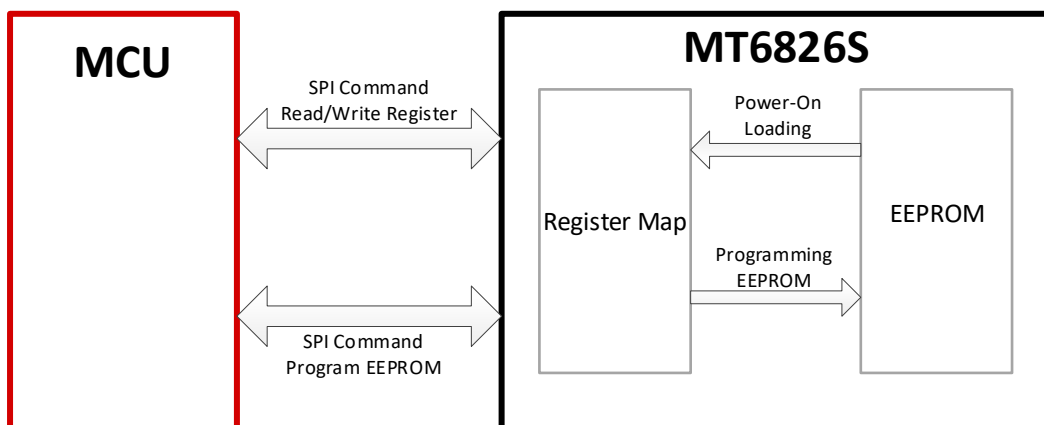 MCU
MT6826S
SPI Command
Read/Write Register
Power-On
Loading
Register Map
EEPROM
Programming
EEPROM
SPI Command
Program EEPROM